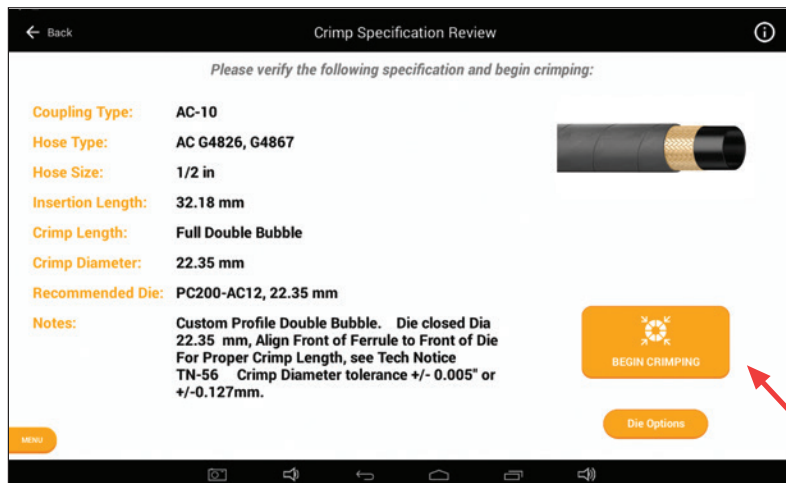 Back
Crimp Specification Review
Please verify the following specification and begin crimping:
Coupling Type: AC-10
Hose Type: AC G4826, G4867
Hose Size: 1/2 in
Insertion Length: 32.18 mm
Crimp Length: Full Double Bubble
Crimp Diameter: 22.35 mm
Recommended Die: PC200-AC12, 22.35 mm
Notes: Custom Profile Double Bubble. Die closed Dia
22.35 mm, Align Front of Ferrule to Front of Die
For Proper Crimp Length, see Tech Notice
TN-56 Crimp Diameter tolerance +/- 0.005" or
+/-0.127mm.
BEGIN CRIMPING
Die Options
MENU